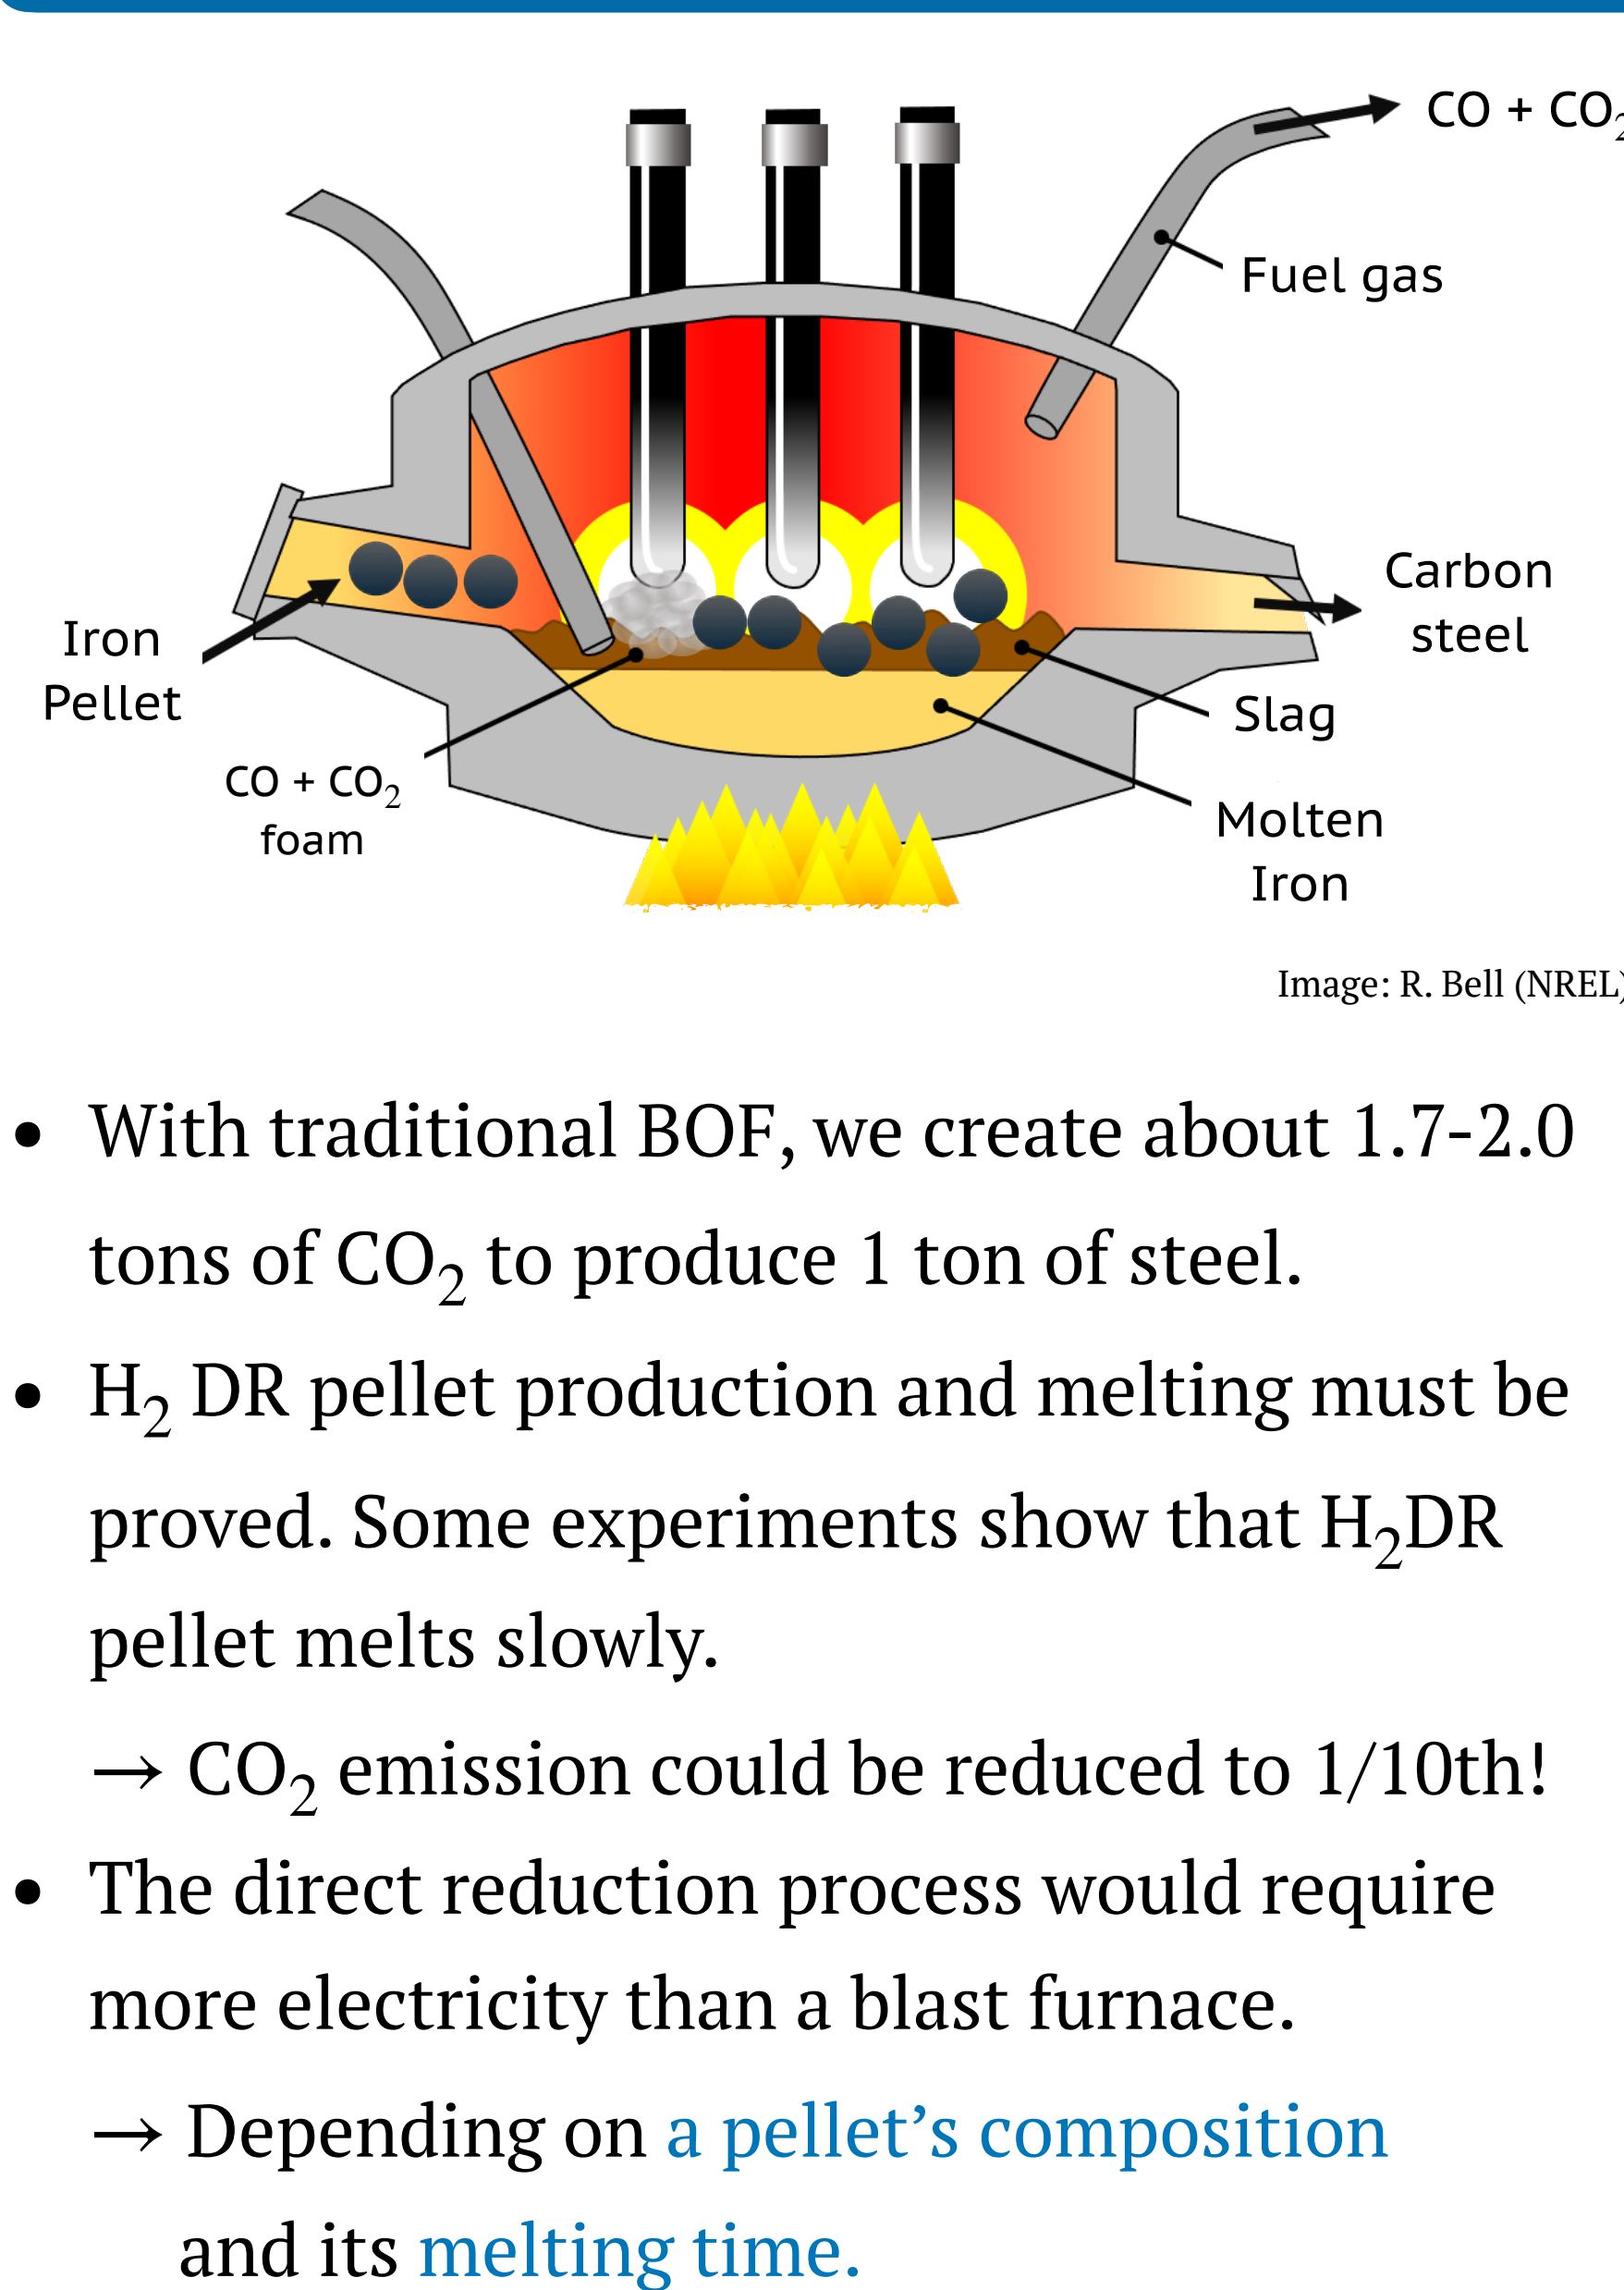 CO + CO2
Fuel gas
Carbon
steel
Iron
Pellet
Slag
CO + CO₂
foam
Molten
Iron
Image: R. Bell (NREL)
• With traditional BOF, we create about 1.7-2.0
tons of CO₂ to produce 1 ton of steel.
• H₂ DR pellet production and melting must be
proved. Some experiments show that H₂DR
pellet melts slowly.
→ CO₂ emission could be reduced to 1/10th!
• The direct reduction process would require
more electricity than a blast furnace.
→ Depending on a pellet’s composition
and its melting time.